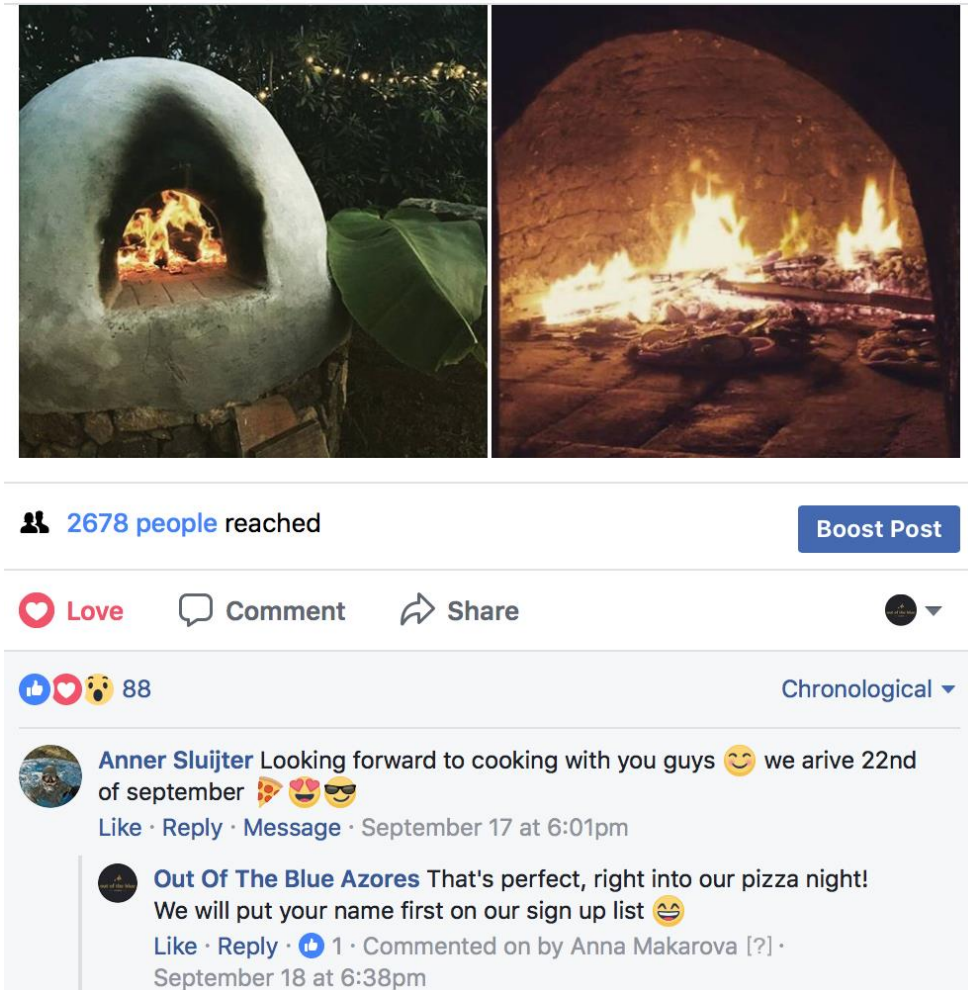 2678 people reached
Boost Post
Love
Comment
Share
88
Chronological
Anner Sluijter Looking forward to cooking with you guys 😊 we arive 22nd
of september 🍕😍😎
Like · Reply · Message · September 17 at 6:01pm
Out Of The Blue Azores That's perfect, right into our pizza night!
We will put your name first on our sign up list 😄
Like · Reply · 1 · Commented on by Anna Makarova [?] ·
September 18 at 6:38pm